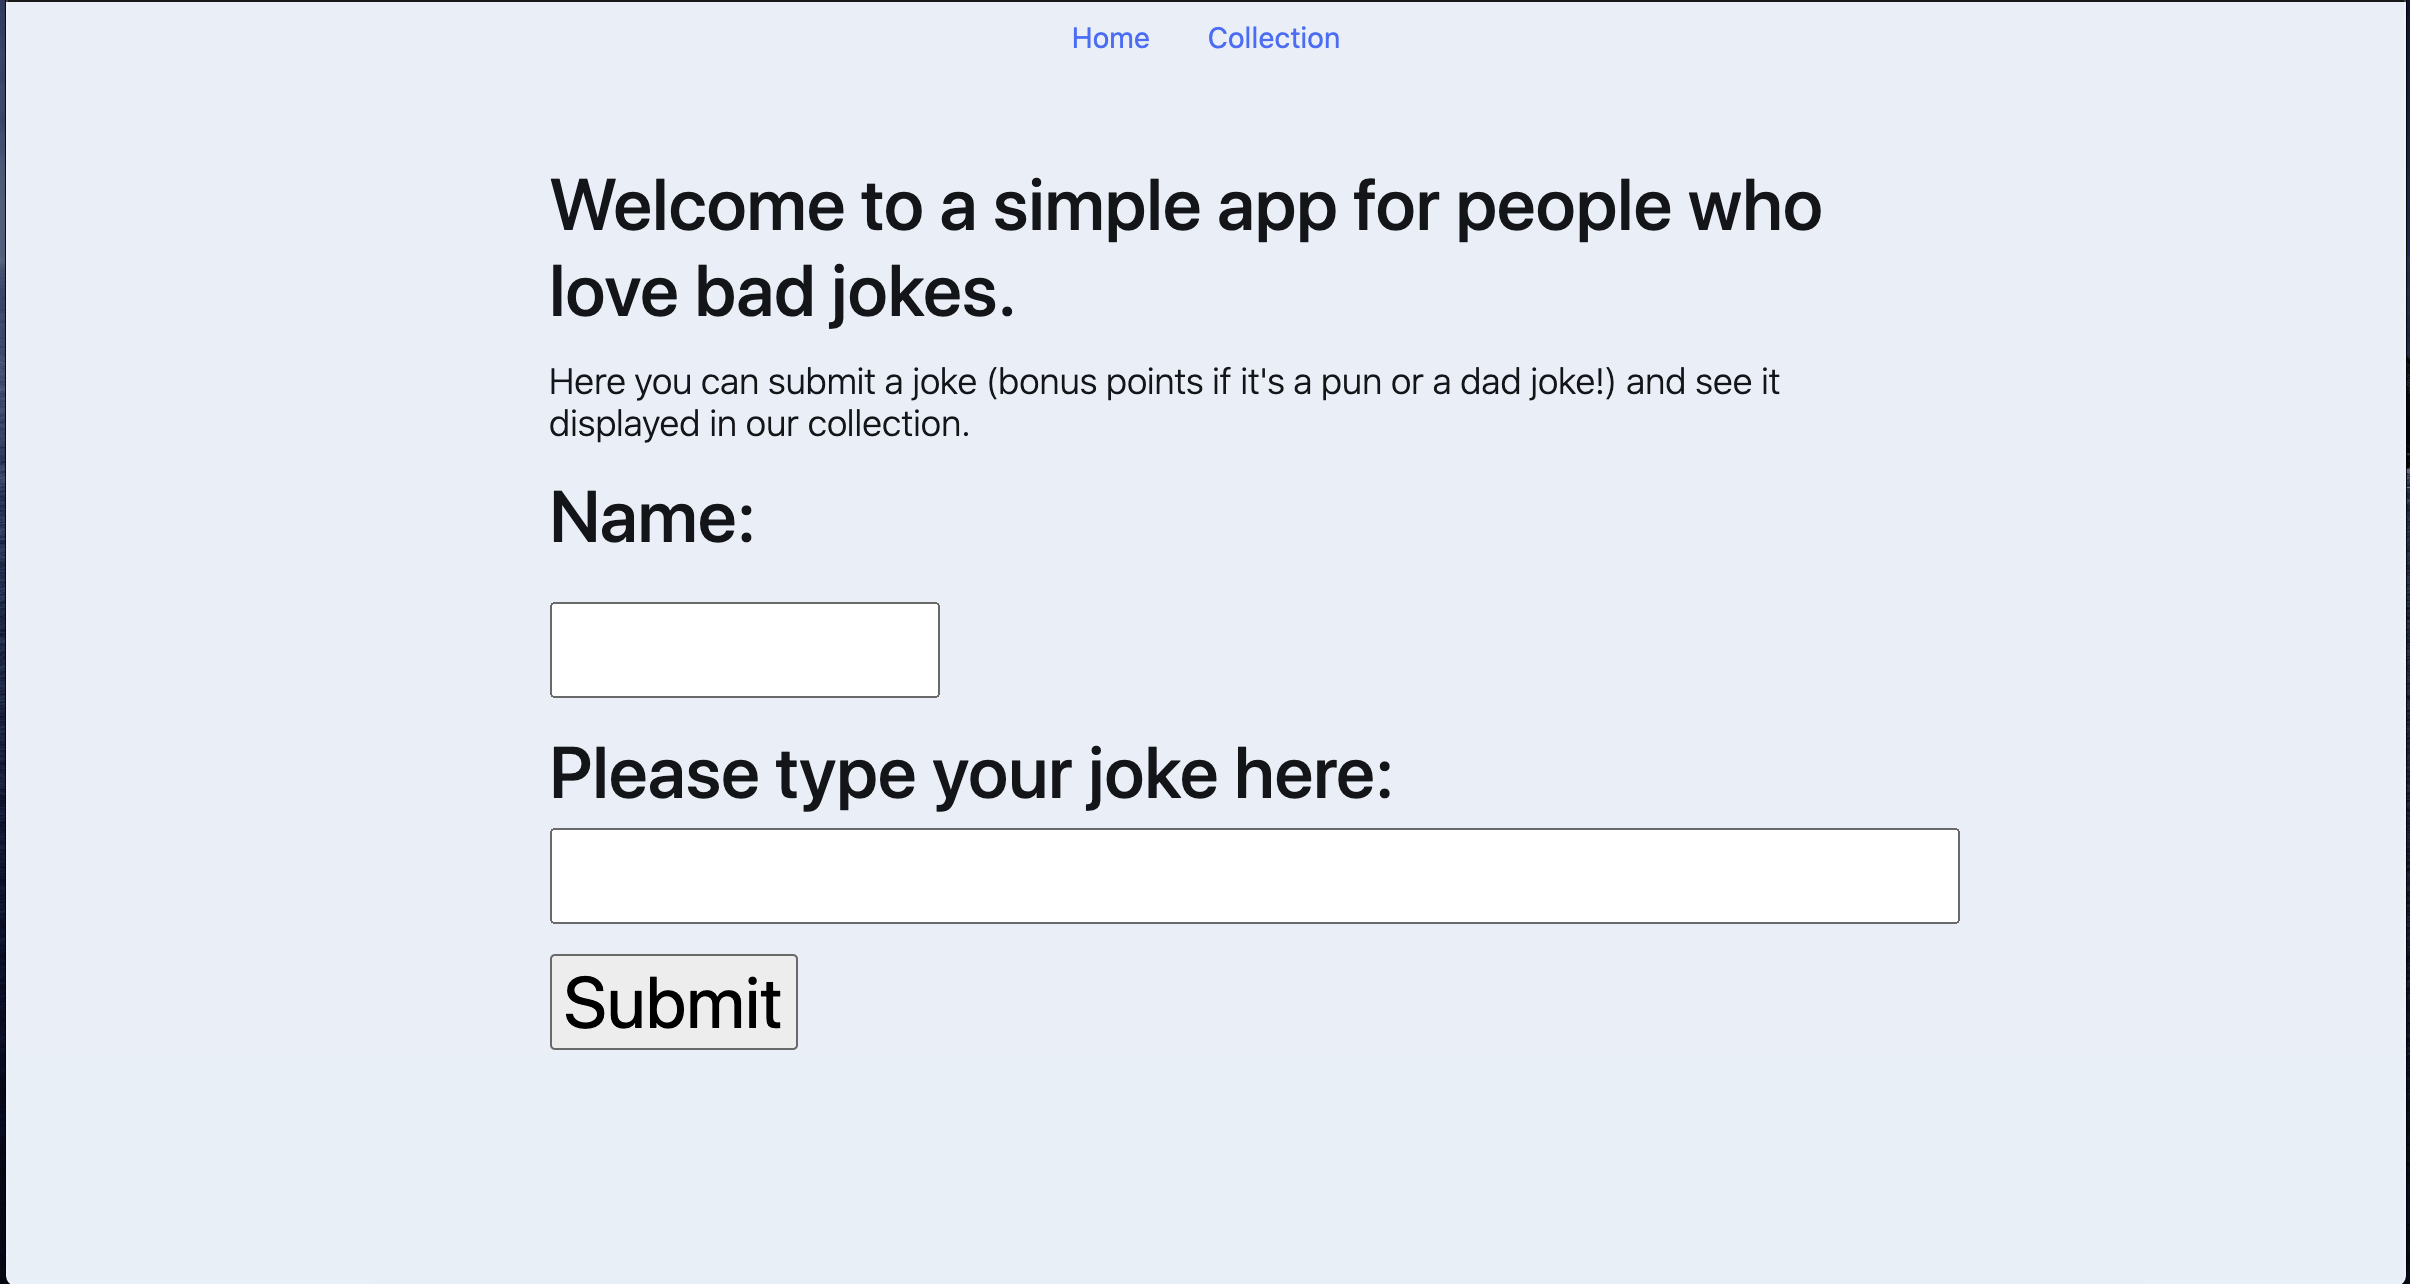 Home Collection
Welcome to a simple app for people who
love bad jokes.
Here you can submit a joke (bonus points if it's a pun or a dad joke!) and see it
displayed in our collection.
Name:
Please type your joke here:
Submit